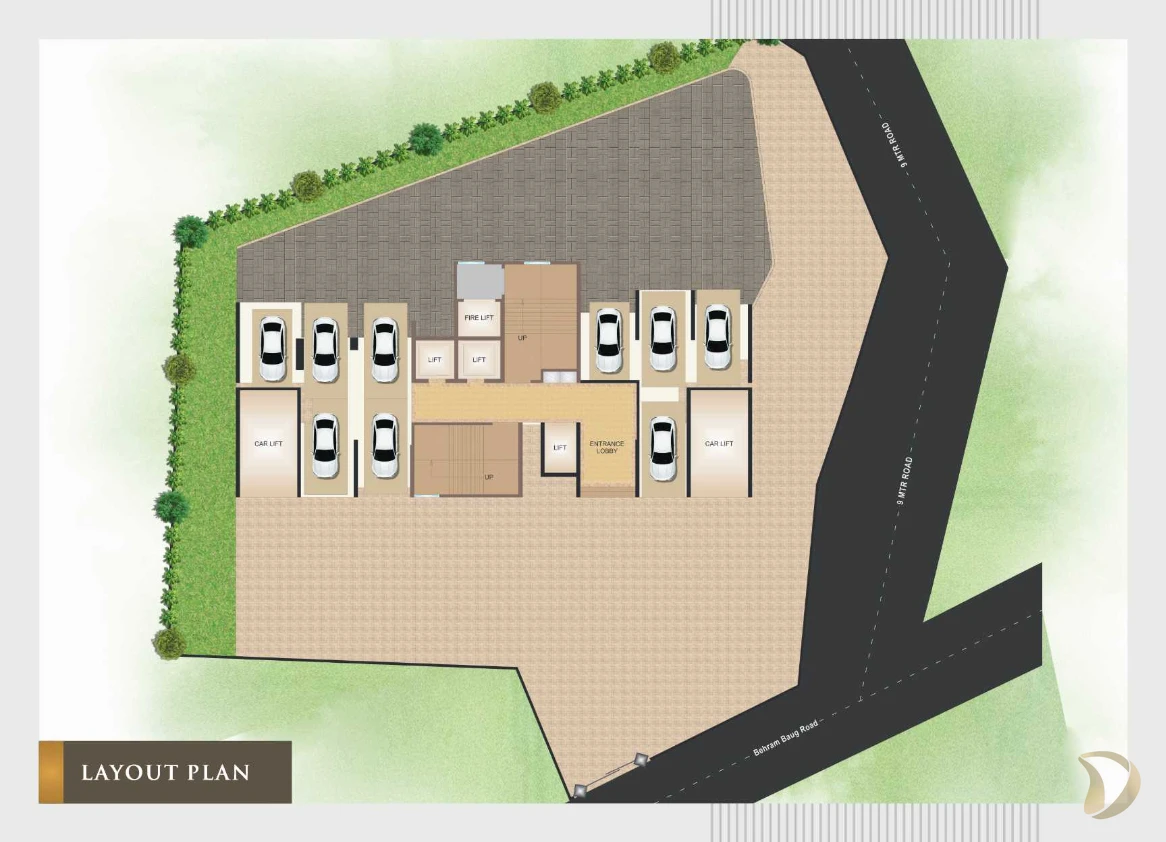 9 MTR ROAD
FIRE LIFT
UP
LIFT
LIFT
CAR LIFT
LIFT
ENTRANCE
LOBBY
CAR LIFT
UP
9 MTR ROAD
Behram Baug Road
LAYOUT PLAN